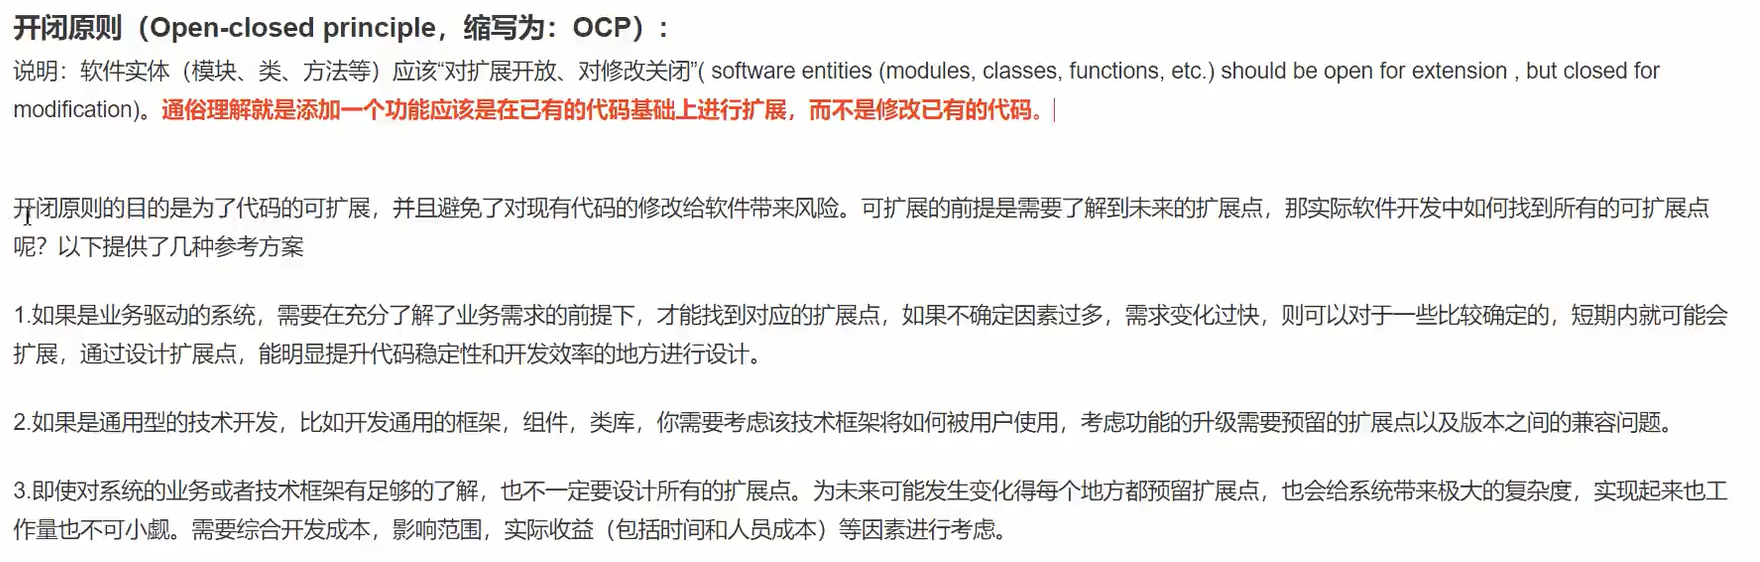 开闭原则（Open-closed principle，缩写为：OCP）:
说明：软件实体（模块、类、方法等）应该“对扩展开放、对修改关闭”( software entities (modules, classes, functions, etc.) should be open for extension , but closed for
modification)。通俗理解就是添加一个功能应该是在已有的代码基础上进行扩展，而不是修改已有的代码。
开闭原则的目的是为了代码的可扩展，并且避免了对现有代码的修改给软件带来风险。可扩展的前提是需要了解到未来的扩展点，那实际软件开发中如何找到所有的可扩展点
呢？以下提供了几种参考方案
1.如果是业务驱动的系统，需要在充分了解了业务需求的前提下，才能找到对应的扩展点，如果不确定因素过多，需求变化过快，则可以对于一些比较确定的，短期内就可能会
扩展，通过设计扩展点，能明显提升代码稳定性和开发效率的地方进行设计。
2.如果是通用型的技术开发，比如开发通用的框架，组件，类库，你需要考虑该技术框架将如何被用户使用，考虑功能的升级需要预留的扩展点以及版本之间的兼容问题。
3.即使对系统的业务或者技术框架有足够的了解，也不一定要设计所有的扩展点。为未来可能发生变化得每个地方都预留扩展点，也会给系统带来极大的复杂度，实现起来也工
作量也不可小觑。需要综合开发成本，影响范围，实际收益（包括时间和人员成本）等因素进行考虑。